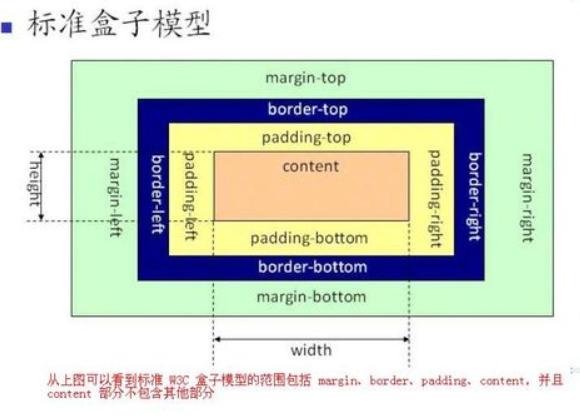 标准盒子模型
margin-top
border-top
padding-top
content
height
margin-left
border-left
padding-left
padding-right
border-right
margin-right
padding-bottom
border-bottom
margin-bottom
width
从上图可以看到标准 W3C 盒子模型的范围包括 margin、border、padding、content，并且
content 部分不包含其他部分